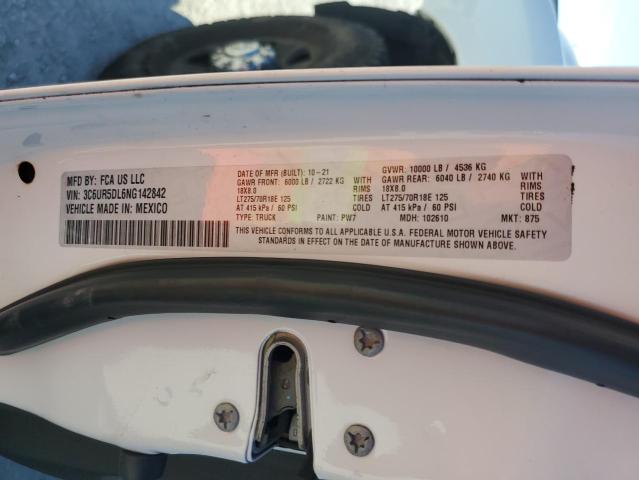 MFD BY: FCA US LLC
VIN: 3C6UR5DL6NG142842
VEHICLE MADE IN: MEXICO
DATE OF MFR (BUILT): 10-21
GAWR FRONT: 6000 LB / 2722 KG WITH
18X8.0 RIMS
LT275/70R18E 125 TIRES
AT 415 kPa / 60 PSI COLD
GVWR: 10000 LB / 4536 KG
GAWR REAR: 6040 LB / 2740 KG WITH
18X8.0 RIMS
LT275/70R18E 125 TIRES
AT 415 kPa / 60 PSI COLD
TYPE: TRUCK PAINT: PW7 MDH: 102610 MKT: 875
THIS VEHICLE CONFORMS TO ALL APPLICABLE U.S.A. FEDERAL MOTOR VEHICLE SAFETY
STANDARDS IN EFFECT ON THE DATE OF MANUFACTURE SHOWN ABOVE.